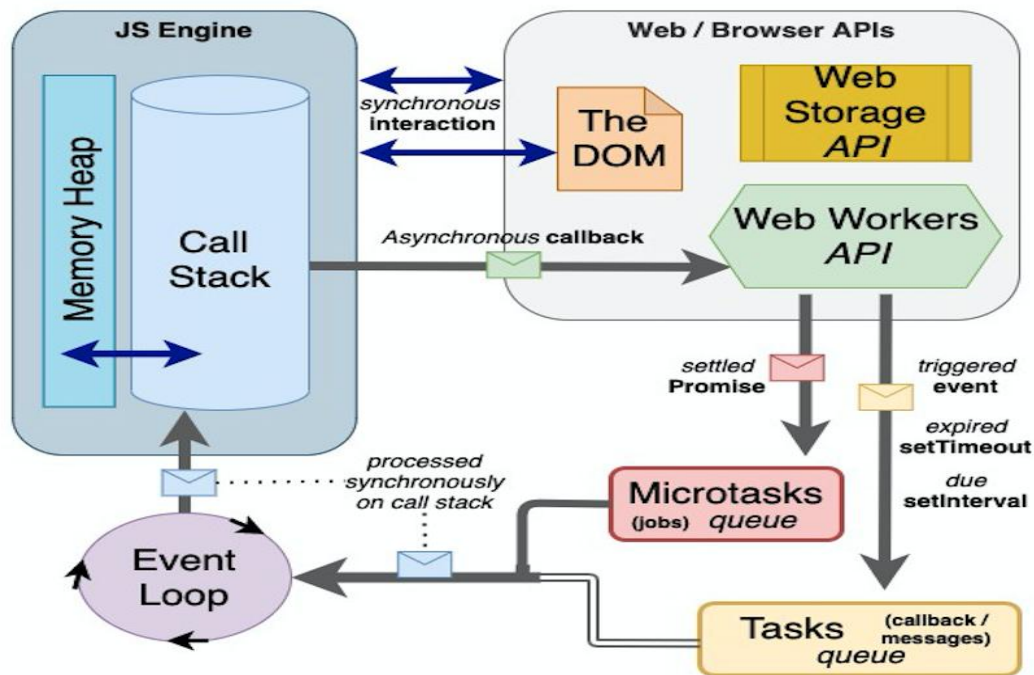 JS Engine
Memory Heap
Call
Stack
synchronous
interaction
Asynchronous callback
Web / Browser APIs
The
DOM
Web
Storage
API
Web Workers
API
settled
Promise
triggered
event
expired
setTimeout
due
setInterval
processed
synchronously
on call stack
Microtasks
(jobs) queue
Event
Loop
Tasks (callback /
messages)
queue